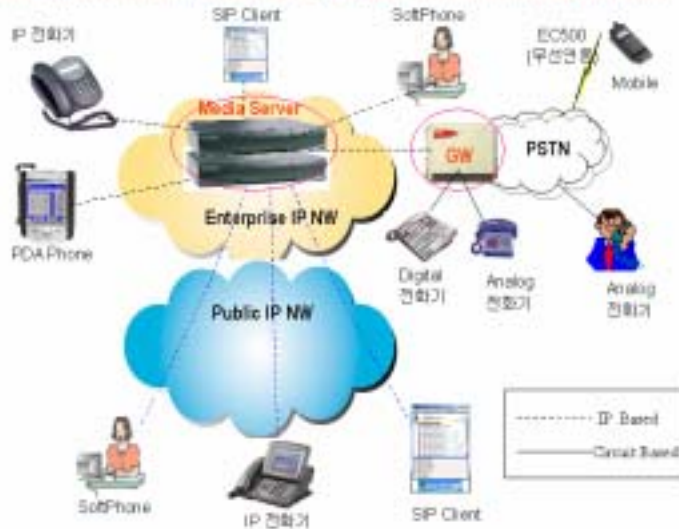 SIP Client
SoftPhone
IP 전화기
EC500
(무선연동)
Mobile
Media Server
GW
PSTN
Enterprise IP NW
PDA Phone
Digital
전화기
Analog
전화기
Analog
전화기
Public IP NW
IP Based
Circuit Based
SoftPhone
IP 전화기
SIP Client